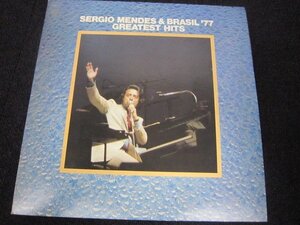 SERGIO MENDES & BRASIL '77
GREATEST HITS